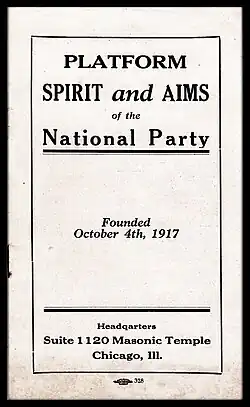 PLATFORM
SPIRIT and AIMS
of the
National Party
Founded
October 4th, 1917
Headqarters
Suite 1120 Masonic Temple
Chicago, Ill.
328